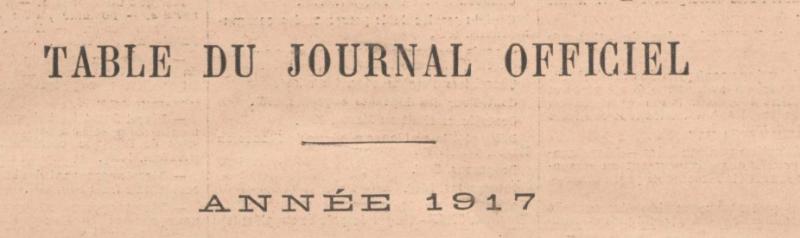 TABLE DU JOURNAL OFFICIEL
ANNÉE 1917